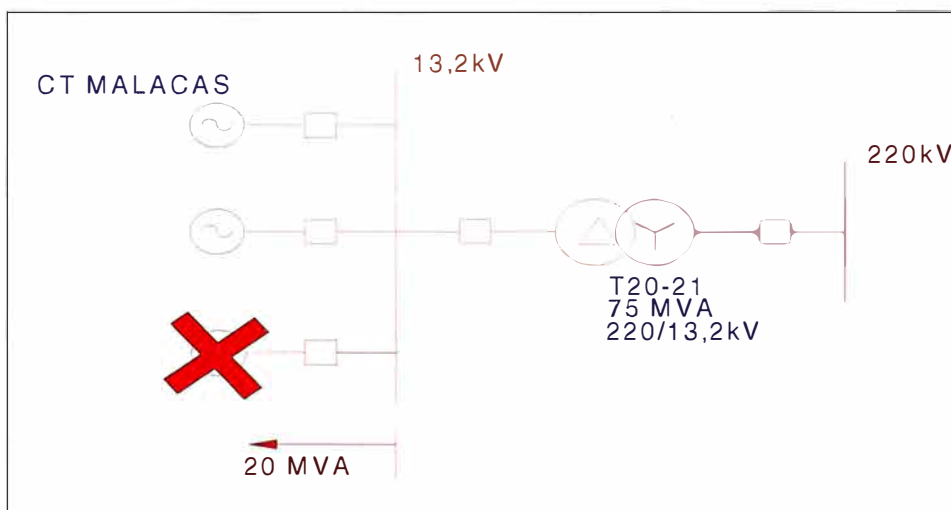 13,2kV
CT MALACAS
220kV
T20-21
75 MVA
220/13,2kV
20 MVA